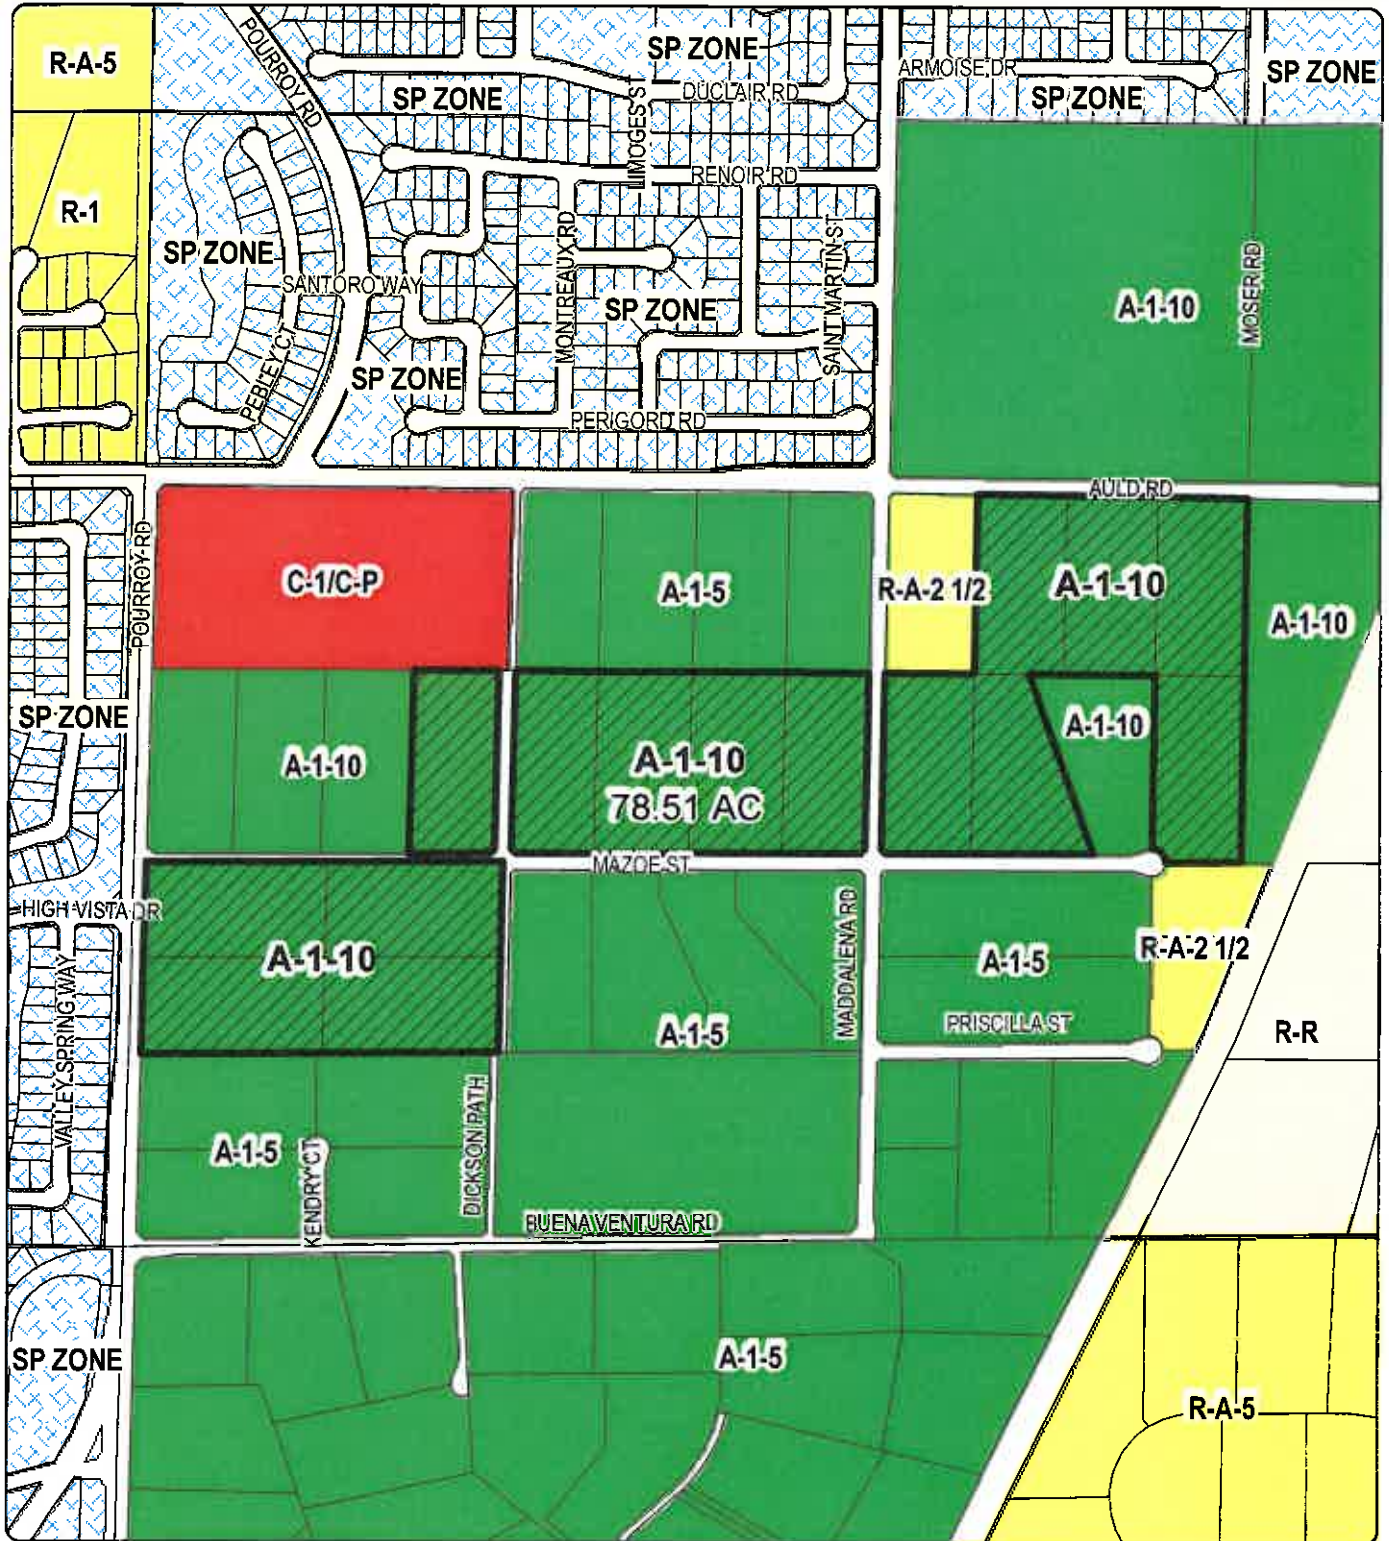 R-A-5
POURROY RD
SP ZONE
ARMOISE DR
SP ZONE
SP ZONE
LIMOGES ST
DUCLAIR RD
SP ZONE
RENOIR RD
R-1
SP ZONE
SANTORO WAY
MONTREAUX RD
SP ZONE
SAINT MARTIN ST
A-1-10
MOSER RD
PEBLEY CT
SP ZONE
PERIGORD RD
AULD RD
POURROY RD
C-1/C-P
A-1-5
R-A-2 1/2
A-1-10
A-1-10
SP ZONE
A-1-10
A-1-10
78.51 AC
A-1-10
MAZOE ST
HIGH VISTA DR
A-1-10
MADDALENA RD
A-1-5
R-A-2 1/2
VALLEY SPRING WAY
A-1-5
PRISCILLA ST
R-R
A-1-5
KENDRY CT
DICKSON PATH
BUENA VENTURA RD
SP ZONE
A-1-5
R-A-5